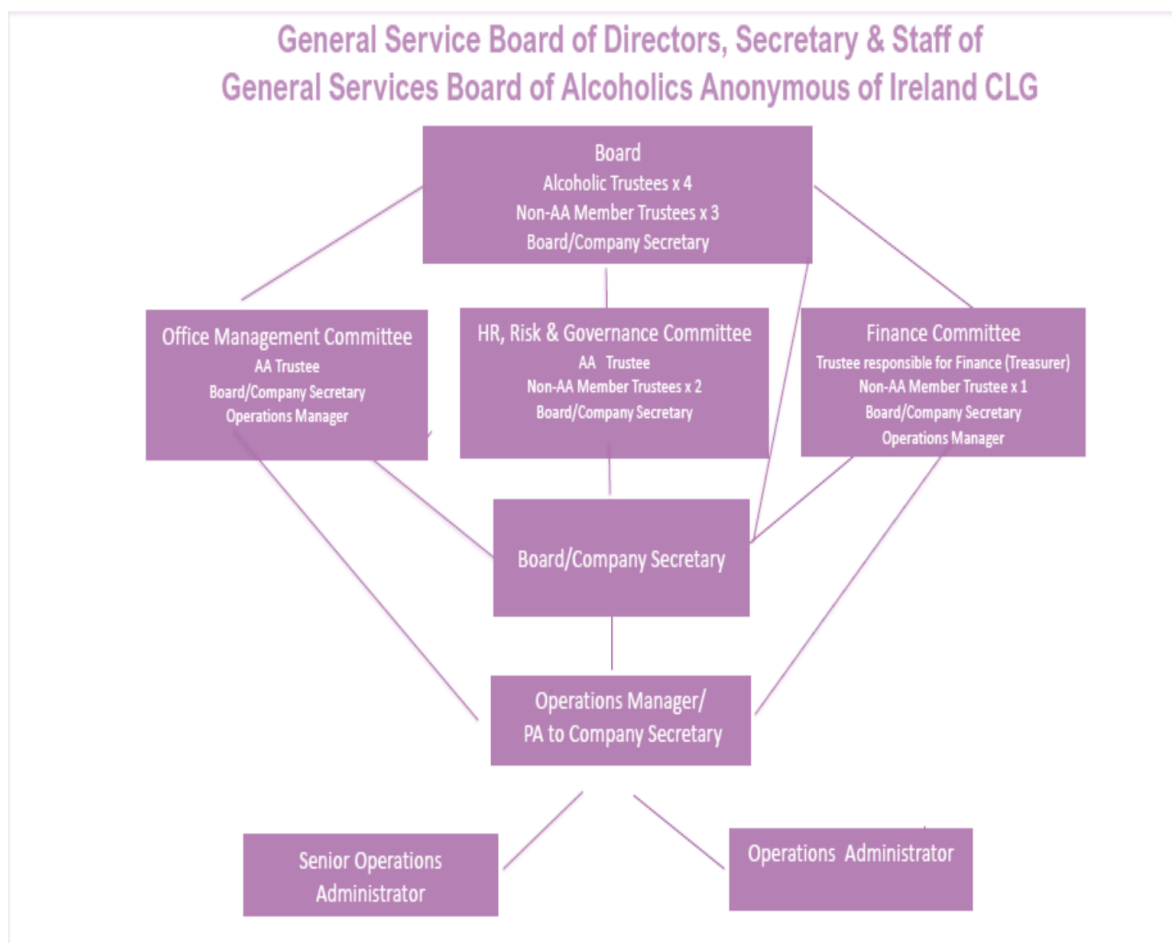 General Service Board of Directors, Secretary & Staff of
General Services Board of Alcoholics Anonymous of Ireland CLG
Board
Alcoholic Trustees x 4
Non-AA Member Trustees x 3
Board/Company Secretary
Office Management Committee
AA Trustee
Board/Company Secretary
Operations Manager
HR, Risk & Governance Committee
AA Trustee
Non-AA Member Trustees x 2
Board/Company Secretary
Finance Committee
Trustee responsible for Finance (Treasurer)
Non-AA Member Trustee x 1
Board/Company Secretary
Operations Manager
Board/Company Secretary
Operations Manager/
PA to Company Secretary
Senior Operations
Administrator
Operations Administrator